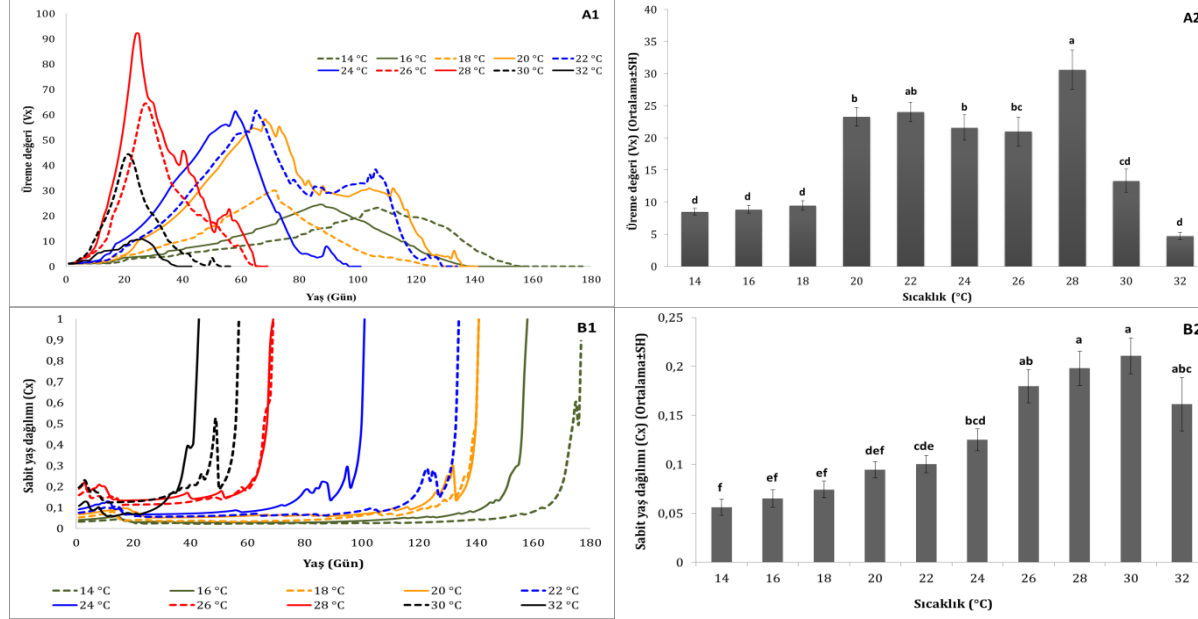 A1
Üreme değeri (Vx)
100
90
80
70
60
50
40
30
20
10
0
14 °C 16 °C 18 °C 20 °C 22 °C
24 °C 26 °C 28 °C 30 °C 32 °C
0 20 40 60 80 100 120 140 160 180
Yaş (Gün)
A2
Üreme değeri (Vx) (Ortalama±SH)
40
35
30
25
20
15
10
5
0
d d d b ab b bc a cd d
14 16 18 20 22 24 26 28 30 32
Sıcaklık (°C)
B1
Sabit yaş dağılımı (Cx)
1
0,9
0,8
0,7
0,6
0,5
0,4
0,3
0,2
0,1
0
0 20 40 60 80 100 120 140 160 180
Yaş (Gün)
14 °C 16 °C 18 °C 20 °C 22 °C
24 °C 26 °C 28 °C 30 °C 32 °C
B2
Sabit yaş dağılımı (Cx) (Ortalama±SH)
0,25
0,2
0,15
0,1
0,05
0
f ef ef def cde bcd ab a a abc
14 16 18 20 22 24 26 28 30 32
Sıcaklık (°C)